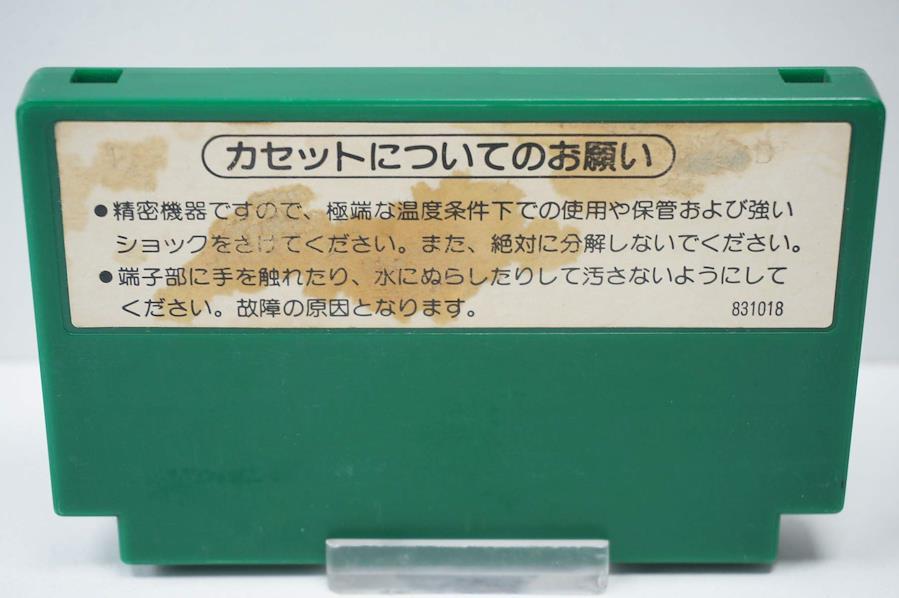 カセットについてのお願い
●精密機器ですので、極端な温度条件下での使用や保管および強い
ショックをさけてください。また、絶対に分解しないでください。
●端子部に手を触れたり、水にぬらしたりして汚さないようにして
ください。故障の原因となります。
831018